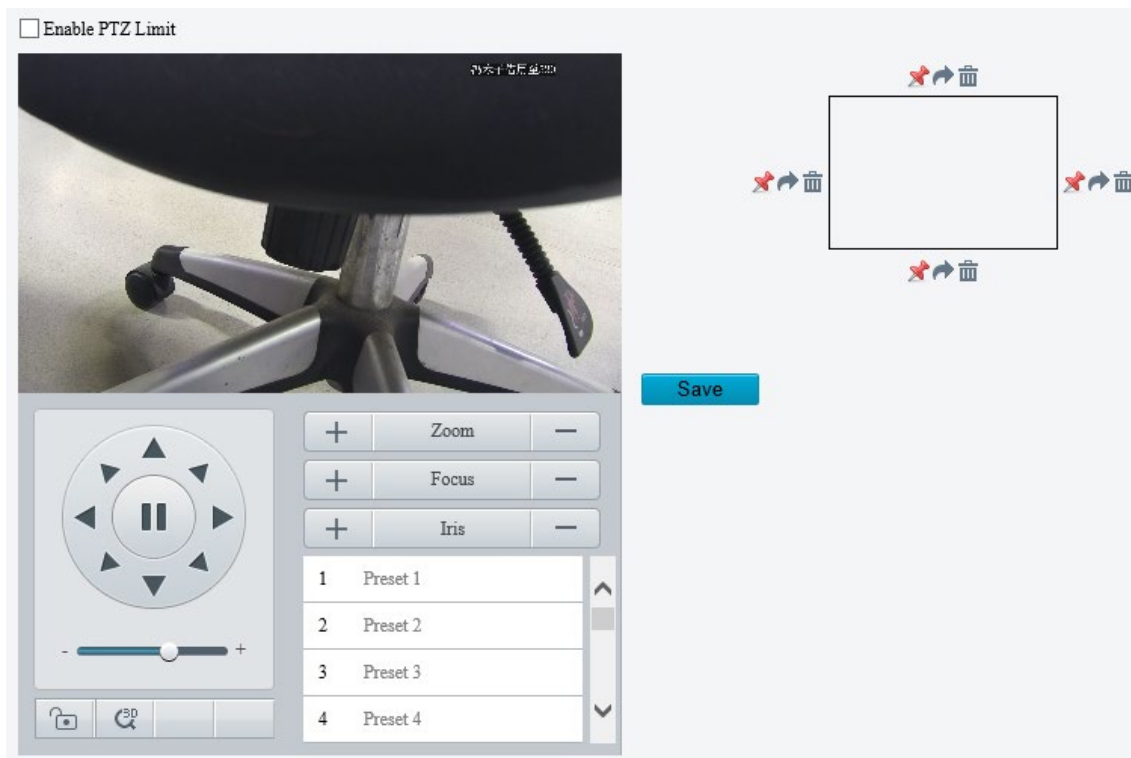 Enable PTZ Limit
Save
+ Zoom −
+ Focus −
+ Iris −
1 Preset 1
2 Preset 2
3 Preset 3
4 Preset 4
- +
3D